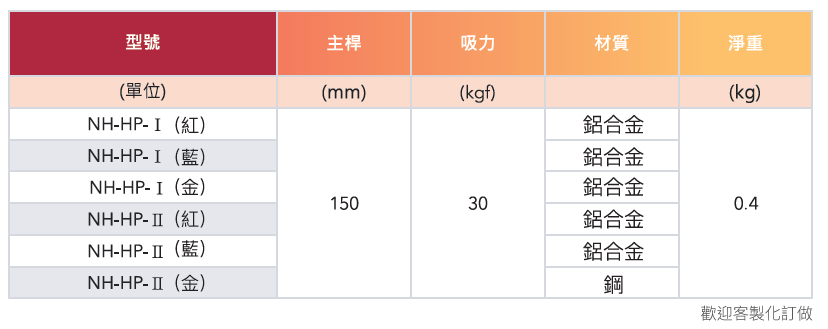 型號 主桿 吸力 材質 淨重
(單位) (mm) (kgf) (kg)
NH-HP-Ⅰ（紅） 鋁合金
NH-HP-Ⅰ（藍） 鋁合金
NH-HP-Ⅰ（金） 鋁合金
150 30 0.4
NH-HP-Ⅱ（紅） 鋁合金
NH-HP-Ⅱ（藍） 鋁合金
NH-HP-Ⅱ（金） 鋼
歡迎客製化訂做